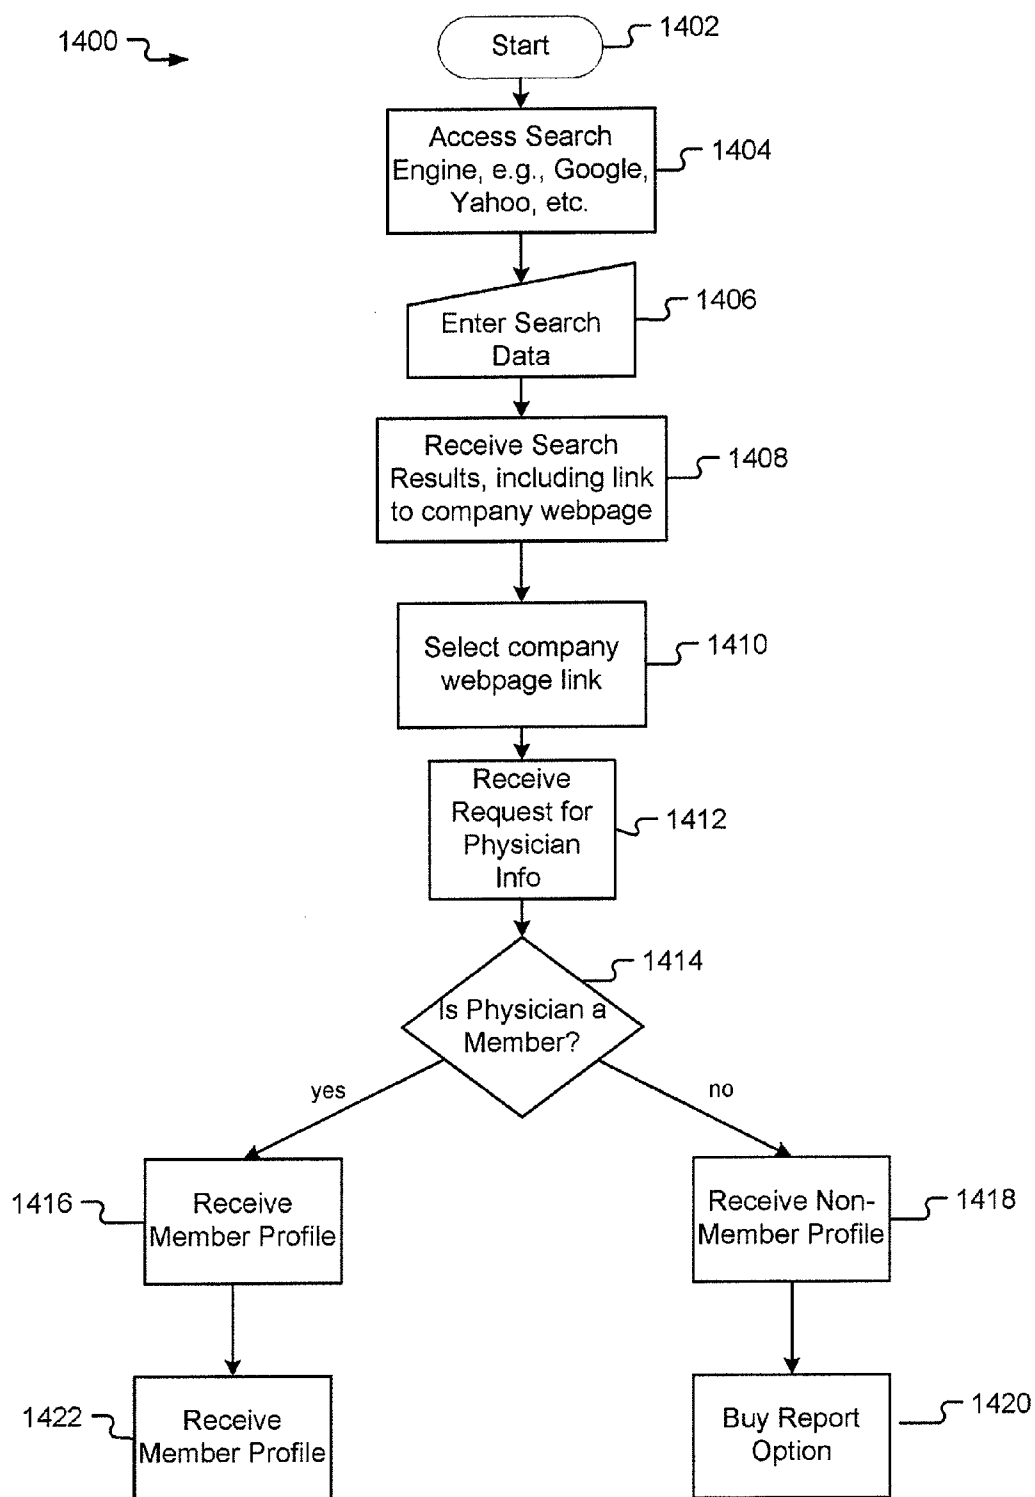 1400
Start
1402
Access Search
Engine, e.g., Google,
Yahoo, etc.
1404
Enter Search
Data
1406
Receive Search
Results, including link
to company webpage
1408
Select company
webpage link
1410
Receive
Request for
Physician
Info
1412
Is Physician a
Member?
1414
yes
no
1416
Receive
Member Profile
Receive Non-
Member Profile
1418
1422
Receive
Member Profile
Buy Report
Option
1420